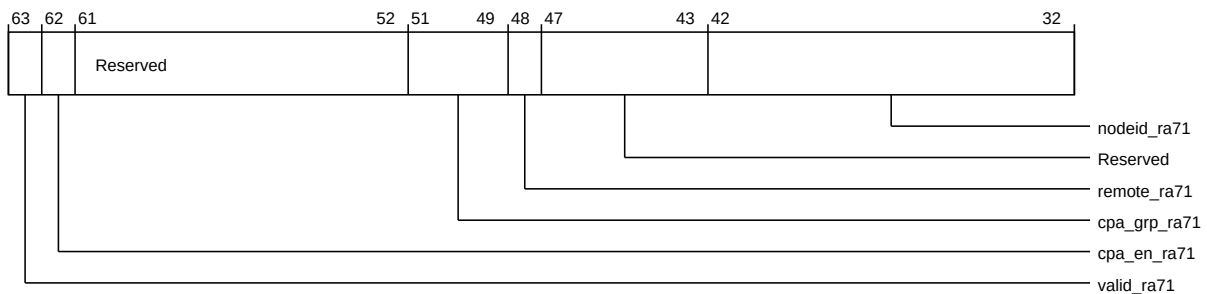 63 62 61 52 51 49 48 47 43 42 32
Reserved
nodeid_ra71
Reserved
remote_ra71
cpa_grp_ra71
cpa_en_ra71
valid_ra71